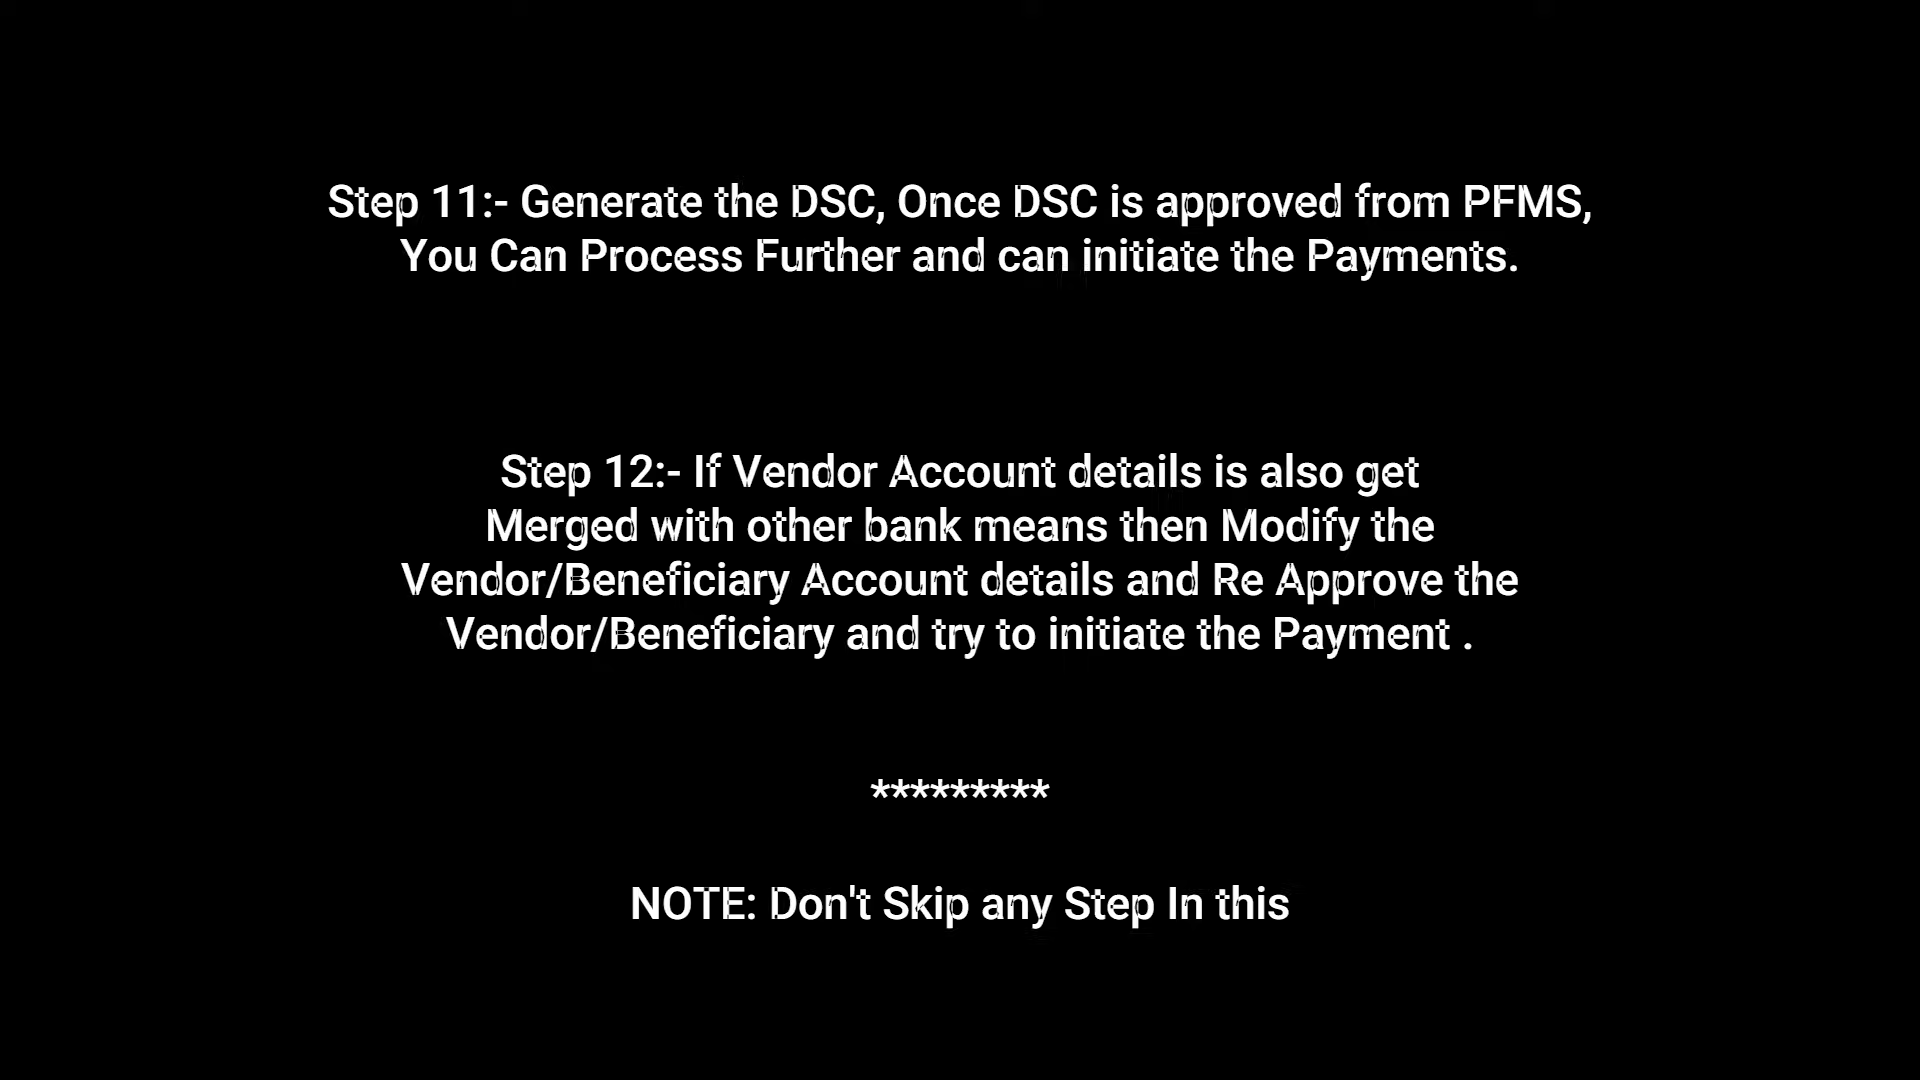 Step 11:- Generate the DSC, Once DSC is approved from PFMS,
You Can Process Further and can initiate the Payments.
Step 12:- If Vendor Account details is also get
Merged with other bank means then Modify the
Vendor/Beneficiary Account details and Re Approve the
Vendor/Beneficiary and try to initiate the Payment .
*********
NOTE: Don't Skip any Step In this